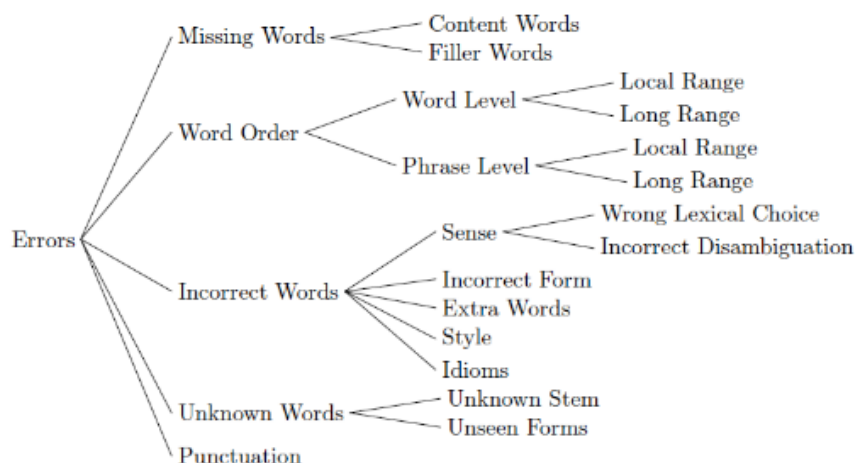 Errors
Missing Words
Content Words
Filler Words
Word Order
Word Level
Local Range
Long Range
Phrase Level
Local Range
Long Range
Incorrect Words
Sense
Wrong Lexical Choice
Incorrect Disambiguation
Incorrect Form
Extra Words
Style
Idioms
Unknown Words
Unknown Stem
Unseen Forms
Punctuation